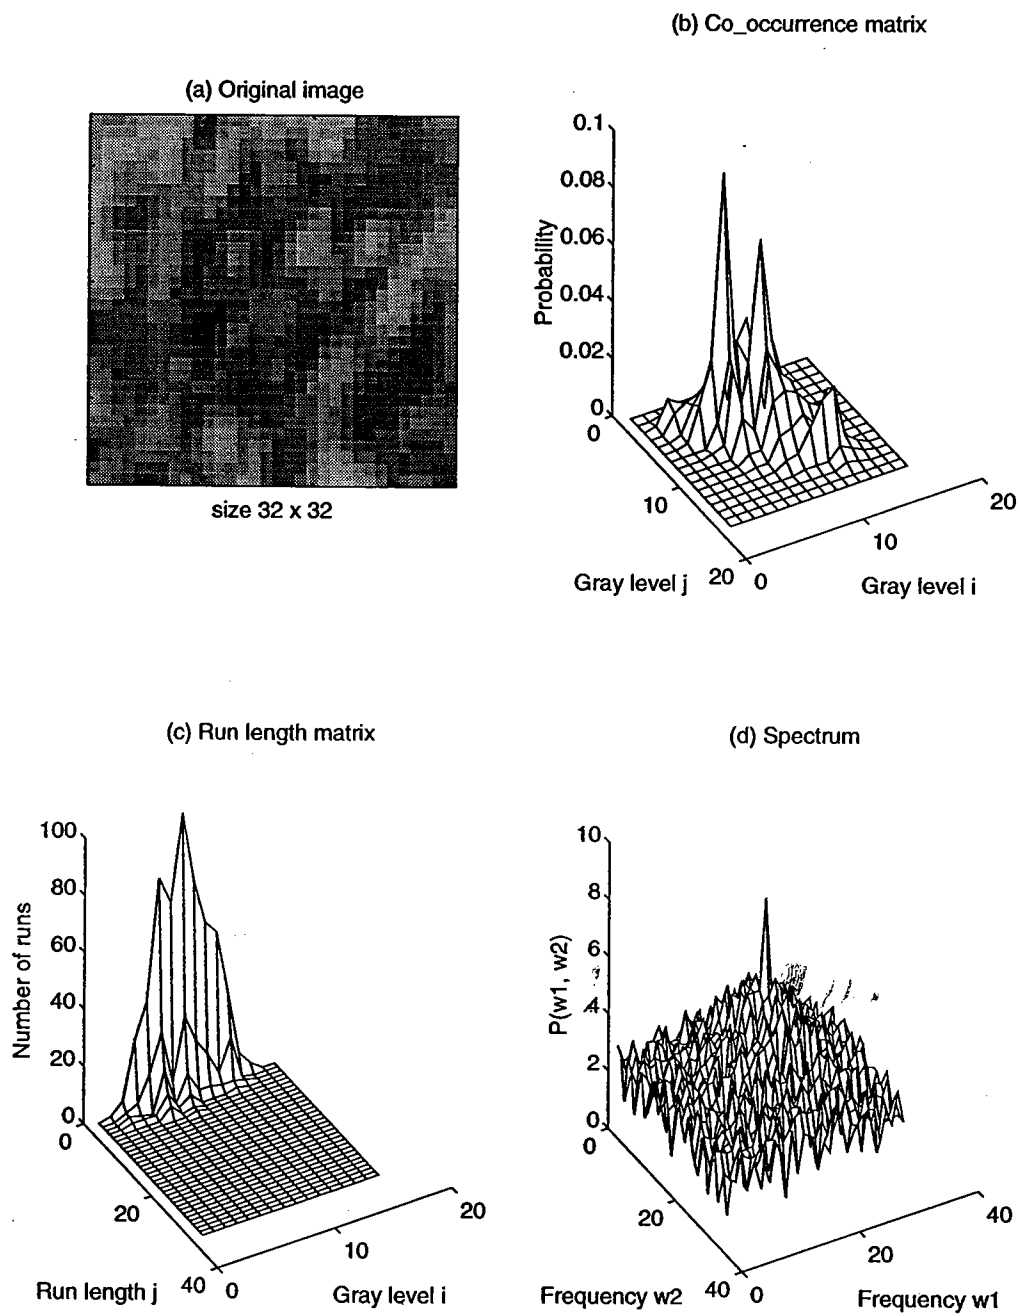 (a) Original image
size 32 x 32
(b) Co_occurrence matrix
Probability
0.1
0.08
0.06
0.04
0.02
0
0
10
20
Gray level j
0
10
20
Gray level i
(c) Run length matrix
Number of runs
100
80
60
40
20
0
0
20
40
Run length j
0
10
20
Gray level i
(d) Spectrum
P(w1, w2)
10
8
6
4
2
0
0
20
40
Frequency w2
0
20
40
Frequency w1